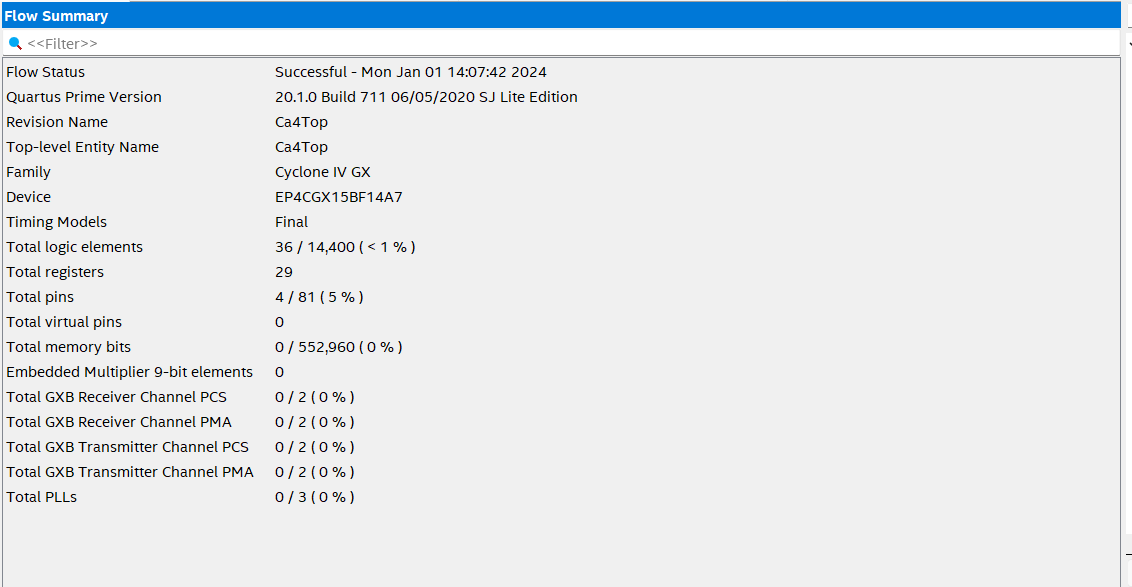 Flow Summary
<<Filter>>
Flow Status Successful - Mon Jan 01 14:07:42 2024
Quartus Prime Version 20.1.0 Build 711 06/05/2020 SJ Lite Edition
Revision Name Ca4Top
Top-level Entity Name Ca4Top
Family Cyclone IV GX
Device EP4CGX15BF14A7
Timing Models Final
Total logic elements 36 / 14,400 ( < 1 % )
Total registers 29
Total pins 4 / 81 ( 5 % )
Total virtual pins 0
Total memory bits 0 / 552,960 ( 0 % )
Embedded Multiplier 9-bit elements 0
Total GXB Receiver Channel PCS 0 / 2 ( 0 % )
Total GXB Receiver Channel PMA 0 / 2 ( 0 % )
Total GXB Transmitter Channel PCS 0 / 2 ( 0 % )
Total GXB Transmitter Channel PMA 0 / 2 ( 0 % )
Total PLLs 0 / 3 ( 0 % )